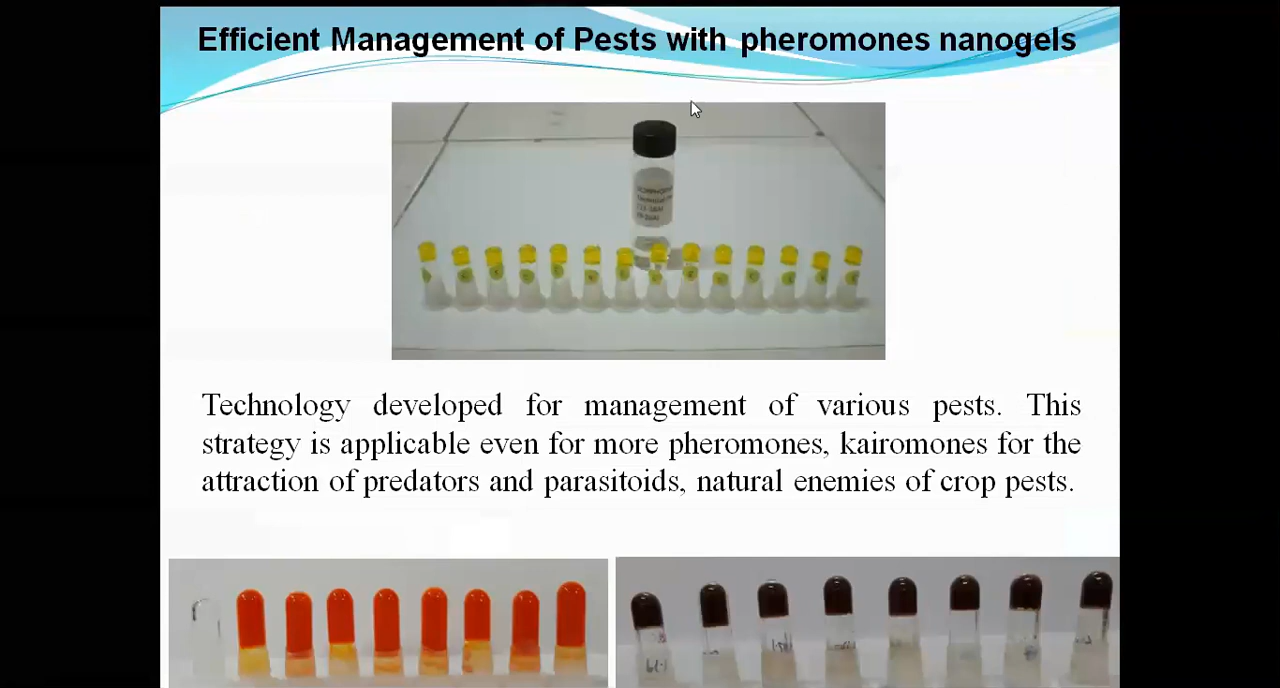 Efficient Management of Pests with pheromones nanogels
Technology developed for management of various pests. This
strategy is applicable even for more pheromones, kairomones for the
attraction of predators and parasitoids, natural enemies of crop pests.